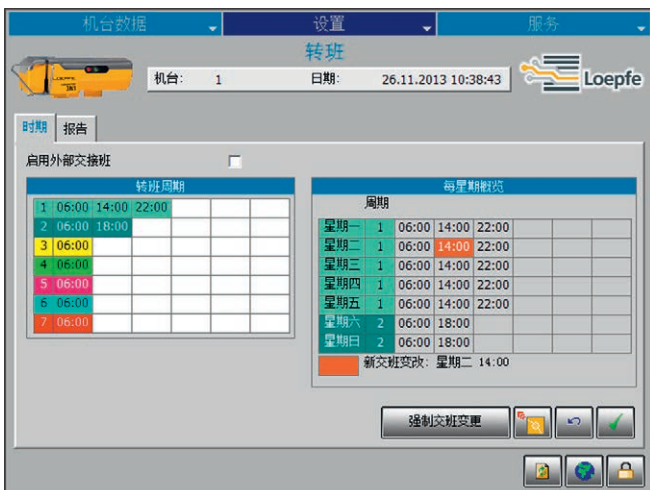 机台数据 设置 服务
转班
机台: 1 日期: 26.11.2013 10:38:43
Loepfe
时期 报告
启用外部交接班
转班周期
1 06:00 14:00 22:00
2 06:00 18:00
3 06:00
4 06:00
5 06:00
6 06:00
7 06:00
每星期概览
周期
星期一 1 06:00 14:00 22:00
星期二 1 06:00 14:00 22:00
星期三 1 06:00 14:00 22:00
星期四 1 06:00 14:00 22:00
星期五 1 06:00 14:00 22:00
星期六 2 06:00 18:00
星期日 2 06:00 18:00
新交班变改: 星期二 14:00
强制交班变更